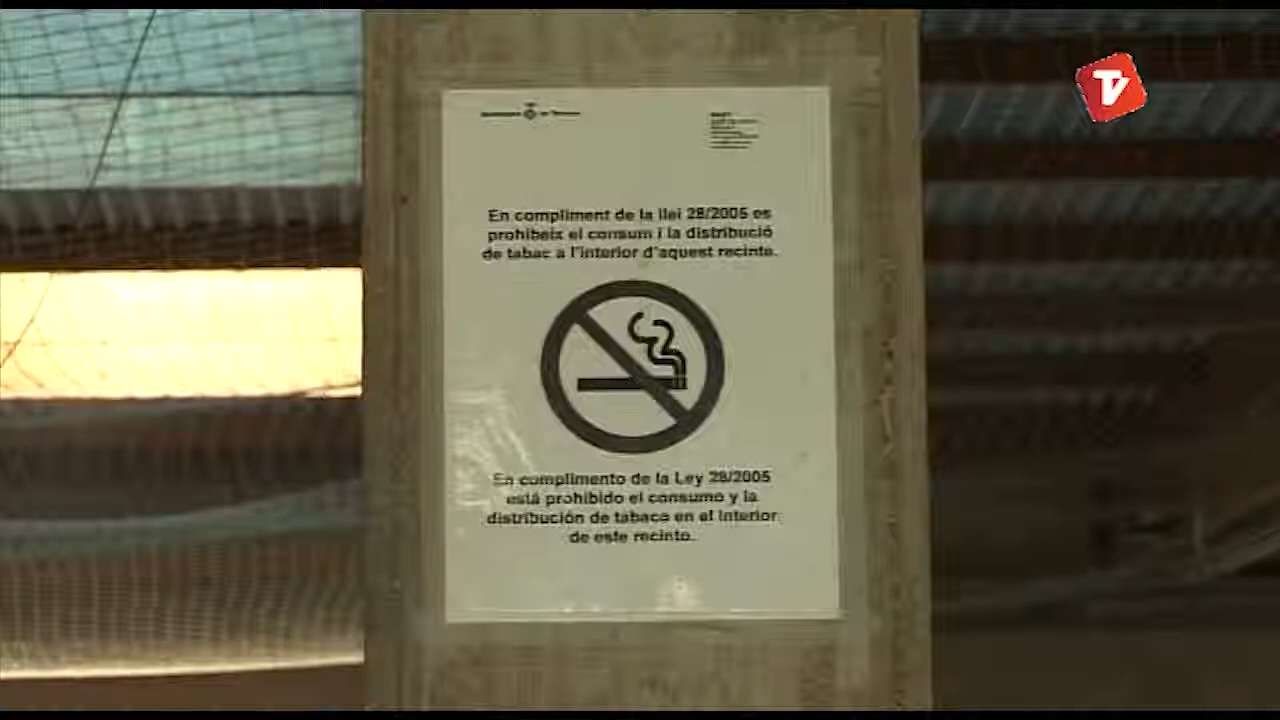 TV
En compliment de la llei 28/2005 es
prohibeix el consum i la distribució
de tabac a l'interior d'aquest recinte.
En cumplimento de la Ley 28/2005
está prohibido el consumo y la
distribución de tabaco en el interior
de este recinto.